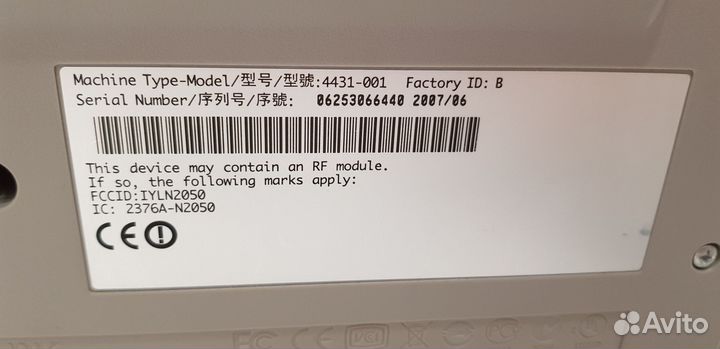 Machine Type-Model/型号/型號:4431-001 Factory ID: B
Serial Number/序列号/序號: 06253066440 2007/06
This device may contain an RF module.
If so, the following marks apply:
FCCID:IYLN2050
IC: 2376A-N2050
CE
Avito